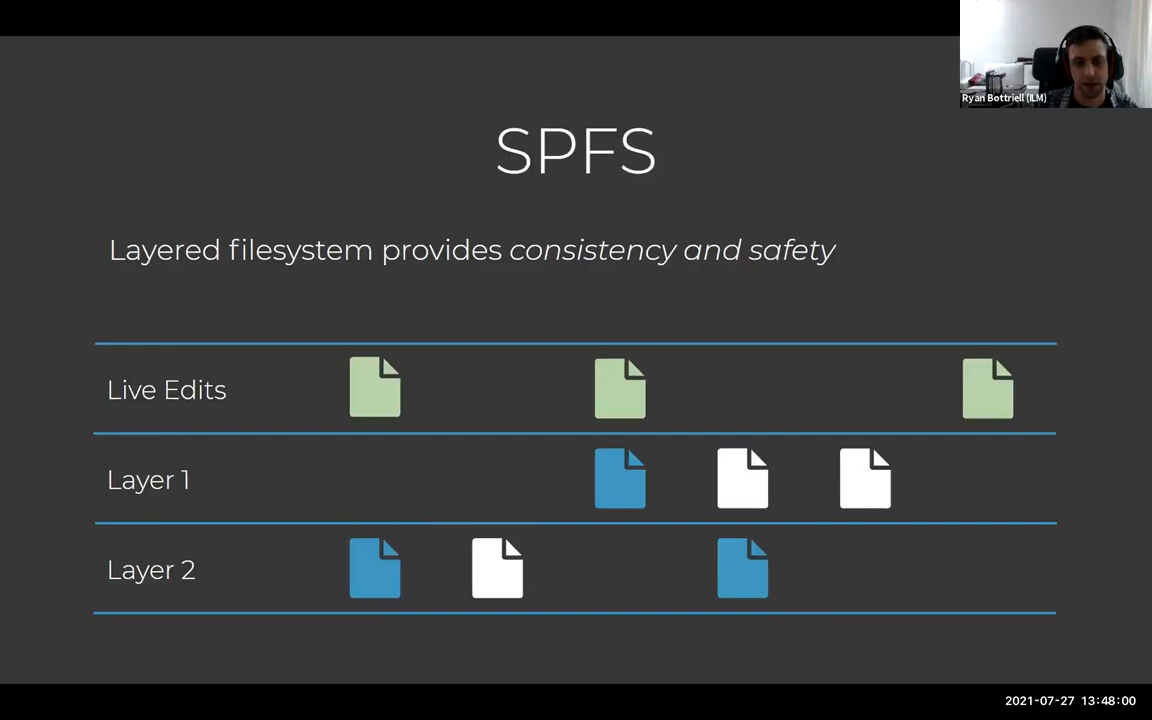 Ryan Bottriell (ILM)
SPFS
Layered filesystem provides consistency and safety
Live Edits
Layer 1
Layer 2
2021-07-27 13:48:00